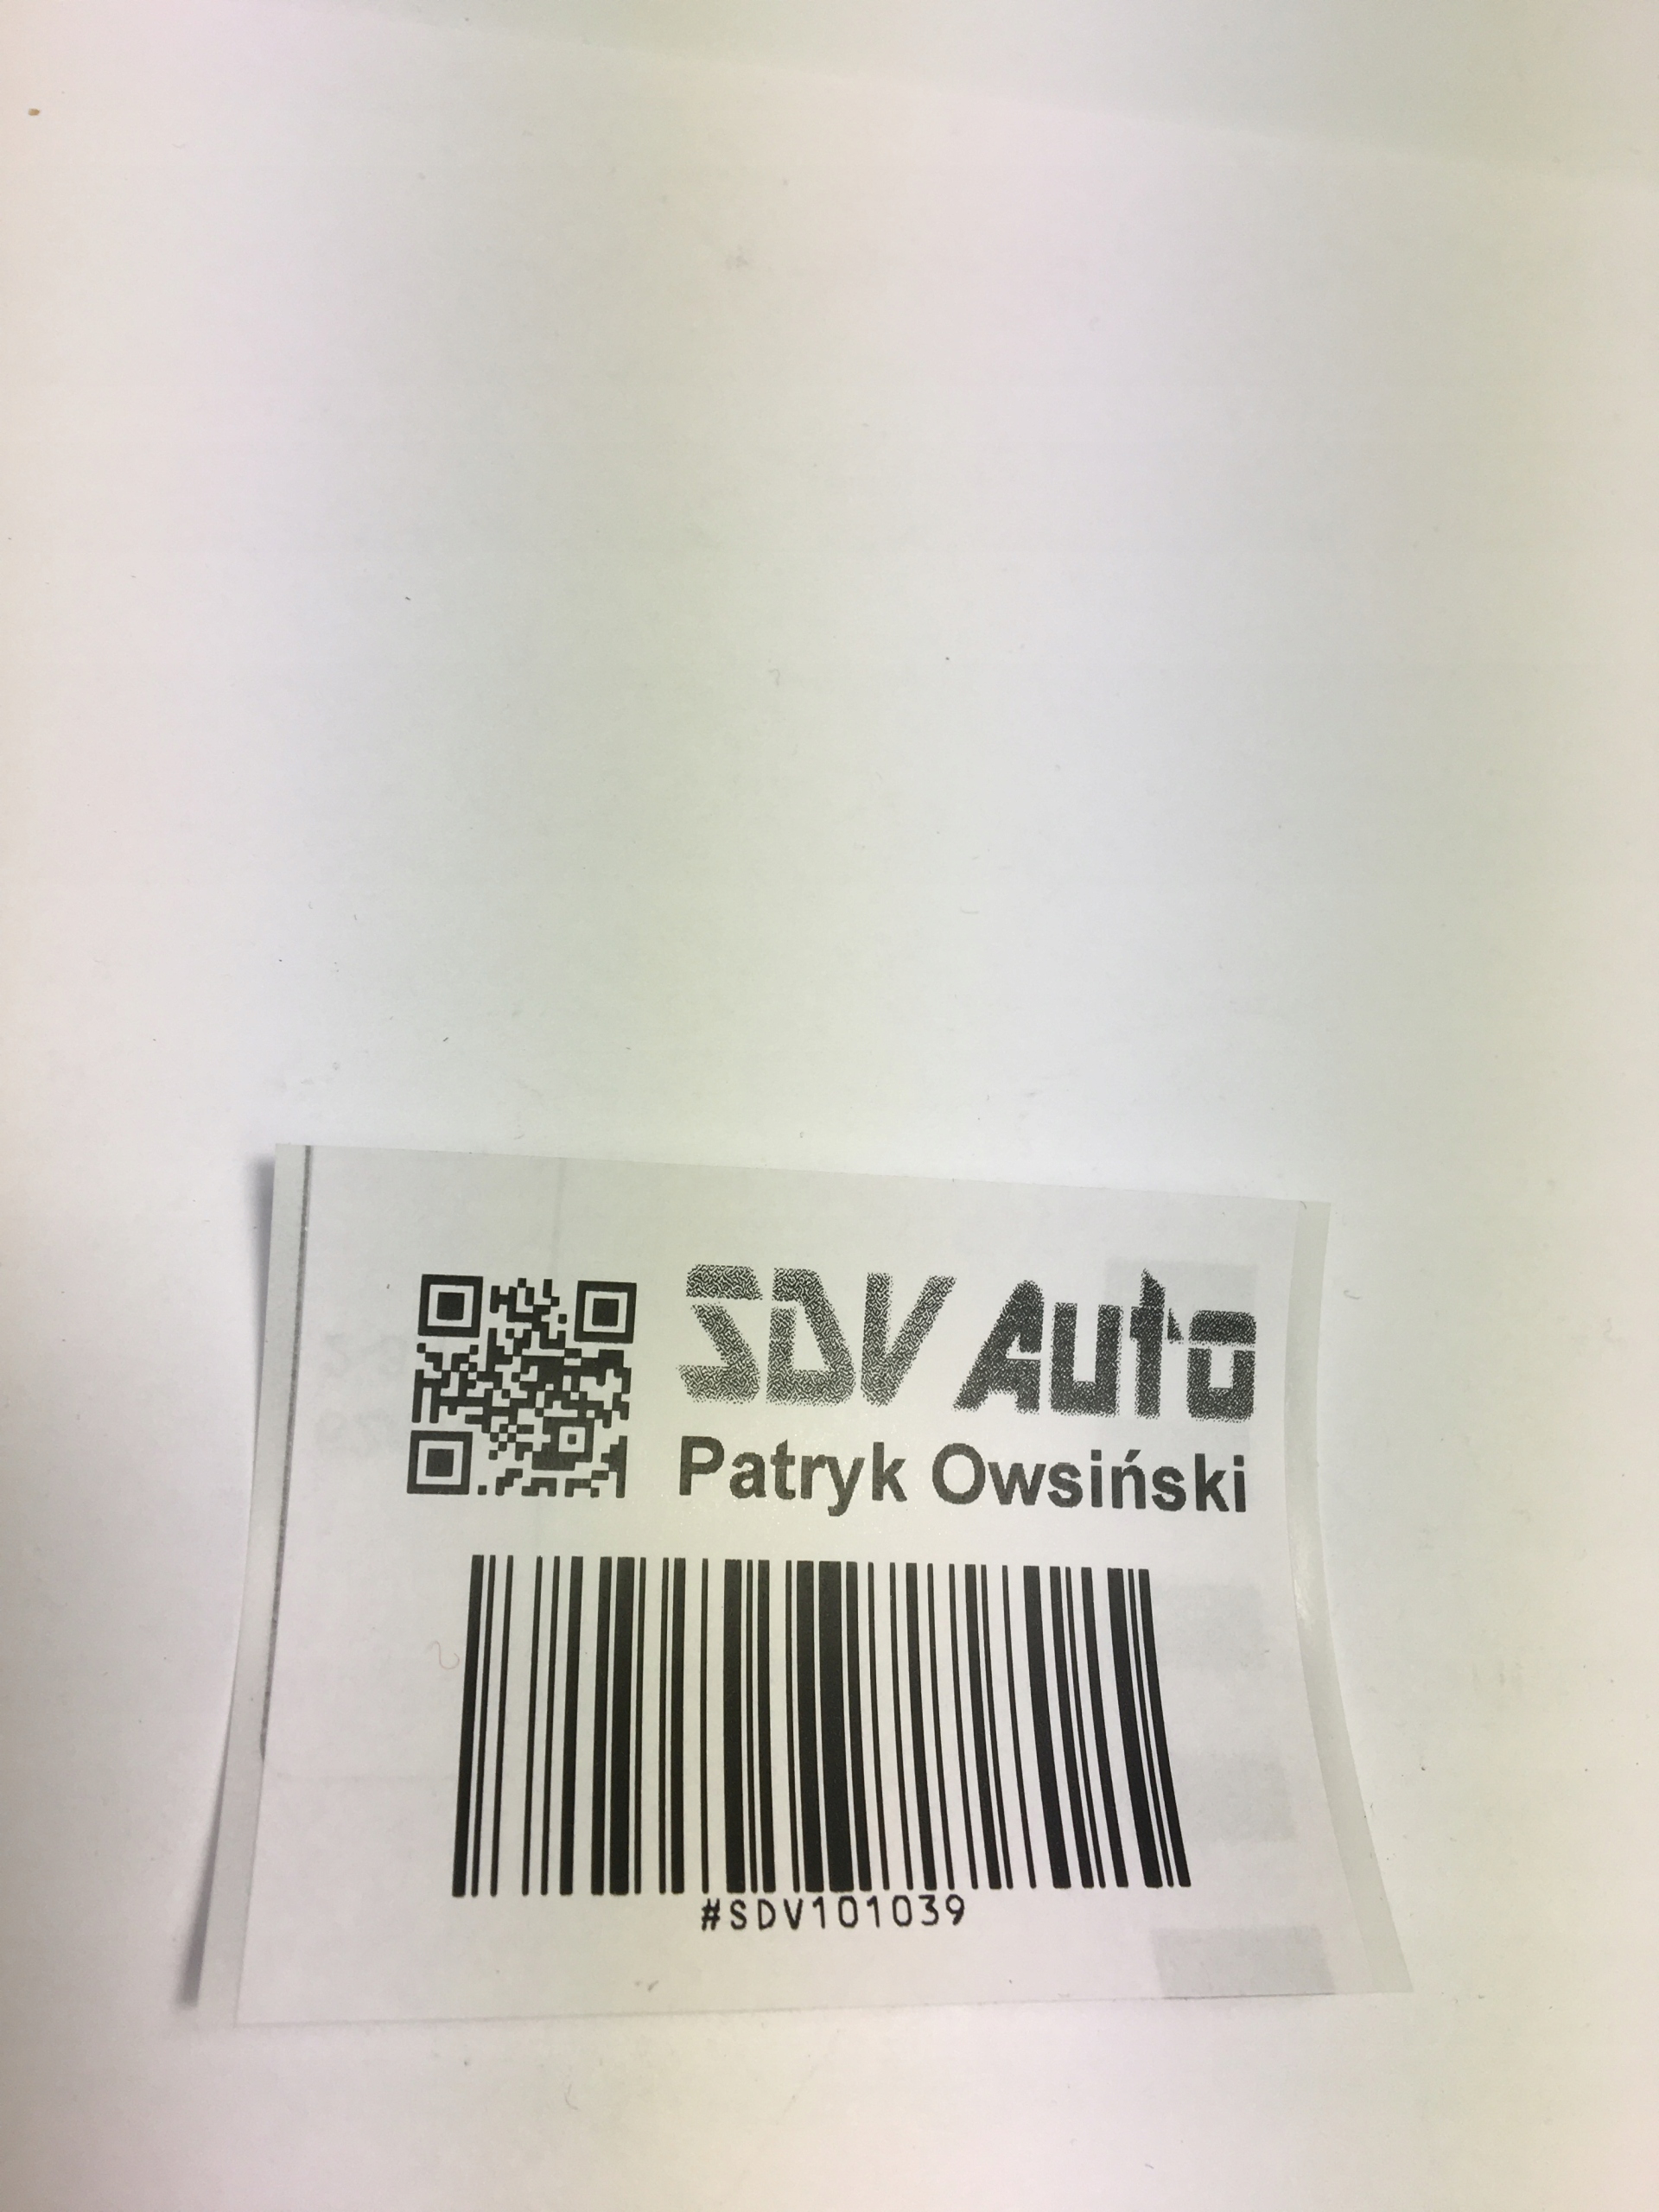 SDV Auto
Patryk Owsiński
#SDV101039